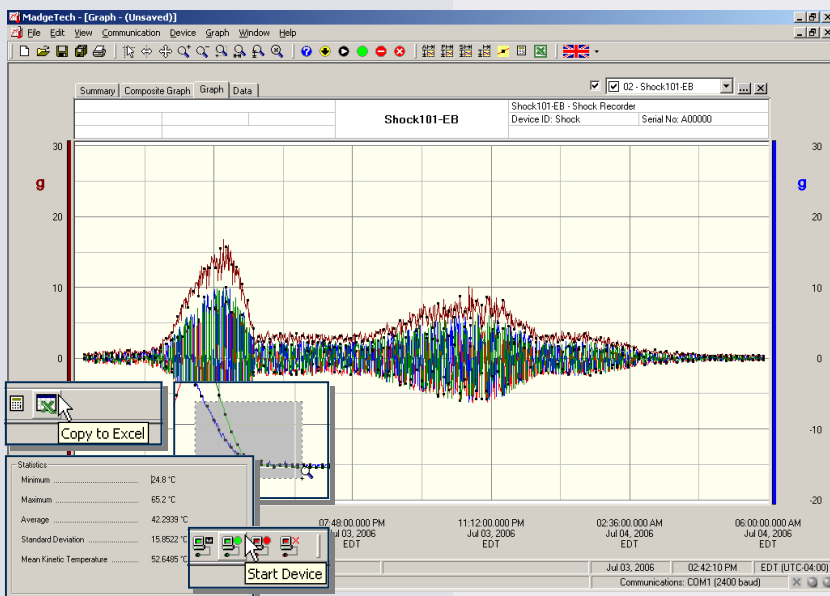 MadgeTech - [Graph - (Unsaved)]
File Edit View Communication Device Graph Window Help
Summary Composite Graph Graph Data
02 - Shock101-EB
Shock101-EB
Shock101-EB - Shock Recorder
Device ID: Shock Serial No: A00000
30 30
g g
20 20
10 10
0 0
-10
-20
Copy to Excel
Statistics
Minimum 24.8 °C
Maximum 65.2 °C
Average 42.2939 °C
Standard Deviation 15.8522 °C
Mean Kinetic Temperature 52.6485 °C
Start Device
07:48:00.000 PM 11:12:00.000 PM 02:36:00.000 AM 06:00:00.000 AM
Jul 03, 2006 Jul 03, 2006 Jul 04, 2006 Jul 04, 2006
EDT EDT EDT EDT
Jul 03, 2006 02:42:10 PM EDT (UTC-04:00)
Communications: COM1 (2400 baud)